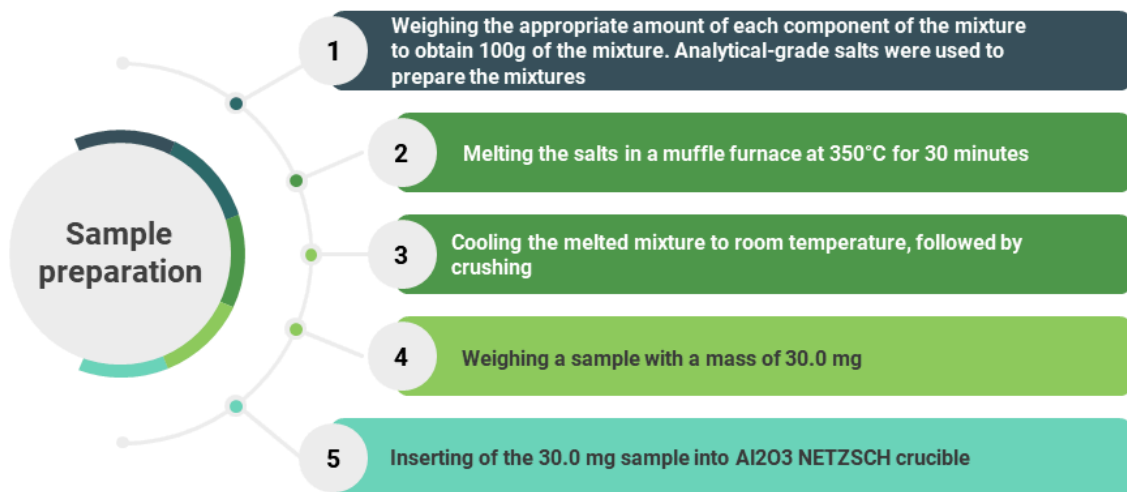 Sample
preparation
1
Weighing the appropriate amount of each component of the mixture
to obtain 100g of the mixture. Analytical-grade salts were used to
prepare the mixtures
2
Melting the salts in a muffle furnace at 350°C for 30 minutes
3
Cooling the melted mixture to room temperature, followed by
crushing
4
Weighing a sample with a mass of 30.0 mg
5
Inserting of the 30.0 mg sample into Al2O3 NETZSCH crucible